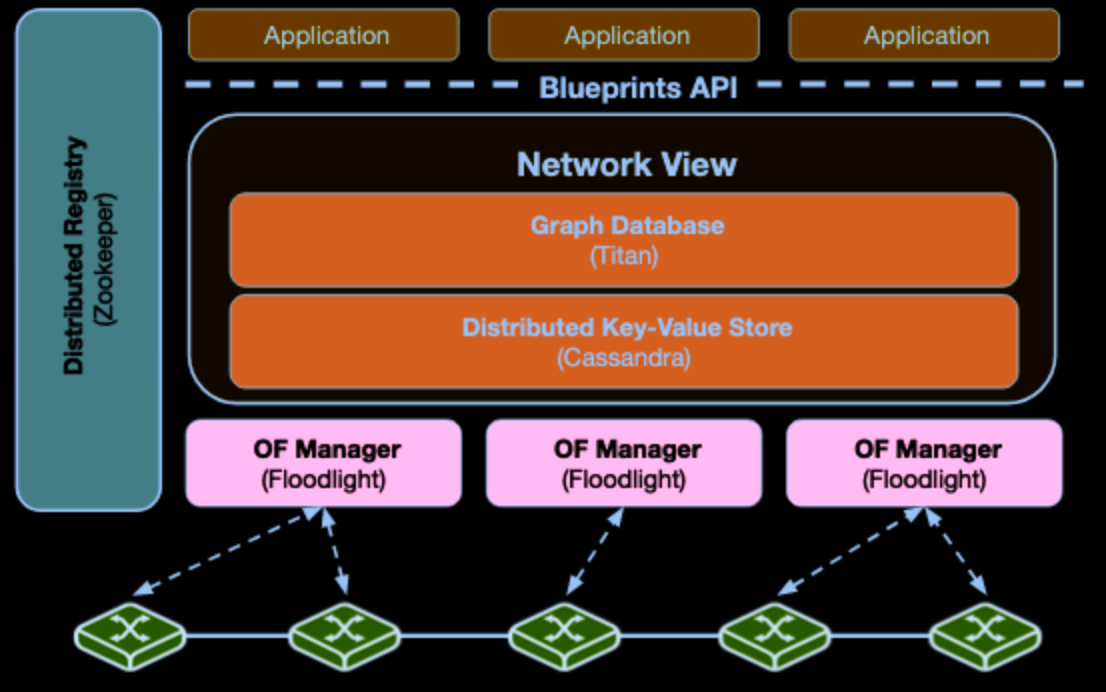 Distributed Registry
(Zookeeper)
Application
Application
Application
Blueprints API
Network View
Graph Database
(Titan)
Distributed Key-Value Store
(Cassandra)
OF Manager
(Floodlight)
OF Manager
(Floodlight)
OF Manager
(Floodlight)